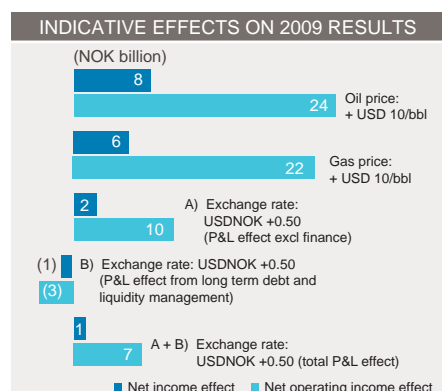 INDICATIVE EFFECTS ON 2009 RESULTS
(NOK billion)
8
24
Oil price:
+ USD 10/bbl
6
22
Gas price:
+ USD 10/bbl
2
10
A) Exchange rate:
USDNOK +0.50
(P&L effect excl finance)
(1)
(3)
B) Exchange rate: USDNOK +0.50
(P&L effect from long term debt and
liquidity management)
1
7
A + B) Exchange rate:
USDNOK +0.50 (total P&L effect)
Net income effect Net operating income effect